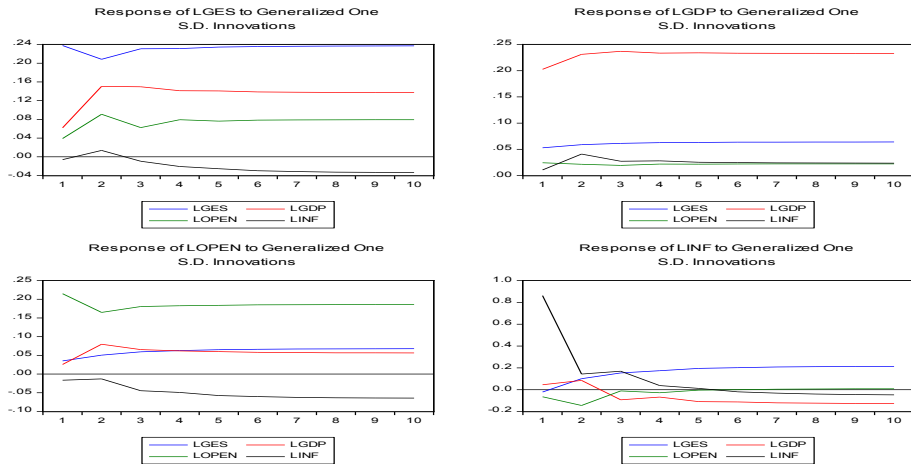 Response of LGES to Generalized One
S.D. Innovations
.24
.20
.16
.12
.08
.04
.00
-.04
1 2 3 4 5 6 7 8 9 10
LGES LGDP
LOPEN LINF
Response of LGDP to Generalized One
S.D. Innovations
.25
.20
.15
.10
.05
.00
1 2 3 4 5 6 7 8 9 10
LGES LGDP
LOPEN LINF
Response of LOPEN to Generalized One
S.D. Innovations
.25
.20
.15
.10
.05
.00
-.05
-.10
1 2 3 4 5 6 7 8 9 10
LGES LGDP
LOPEN LINF
Response of LINF to Generalized One
S.D. Innovations
1.0
0.8
0.6
0.4
0.2
0.0
-0.2
1 2 3 4 5 6 7 8 9 10
LGES LGDP
LOPEN LINF